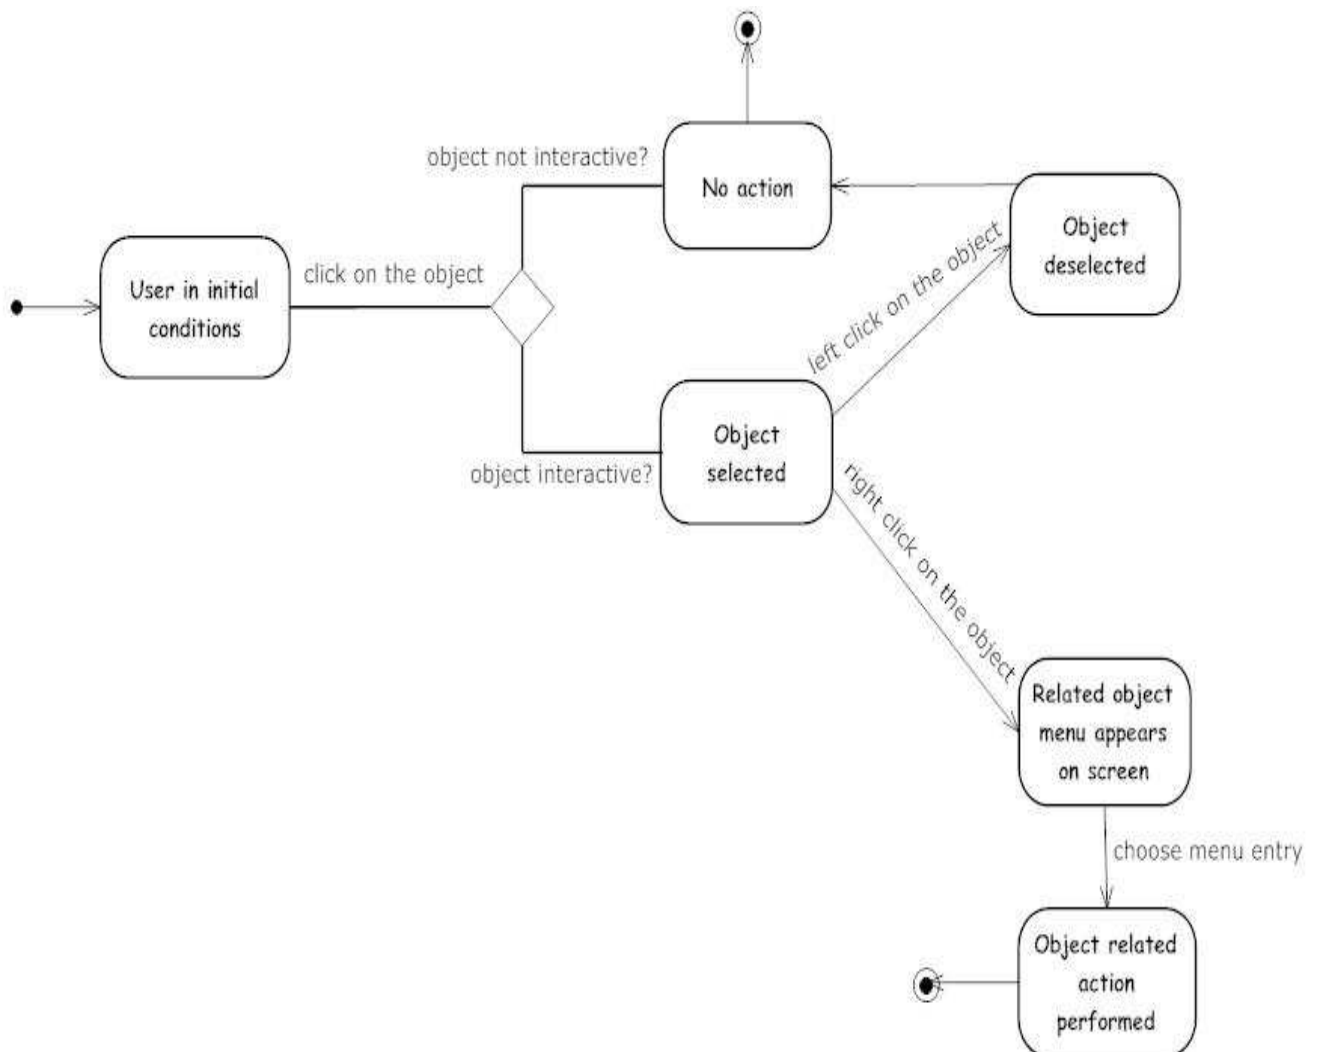 object not interactive?
No action
Object
deselected
click on the object
User in initial
conditions
left click on the object
Object
selected
object interactive?
right click on the object
Related object
menu appears
on screen
choose menu entry
Object related
action
performed